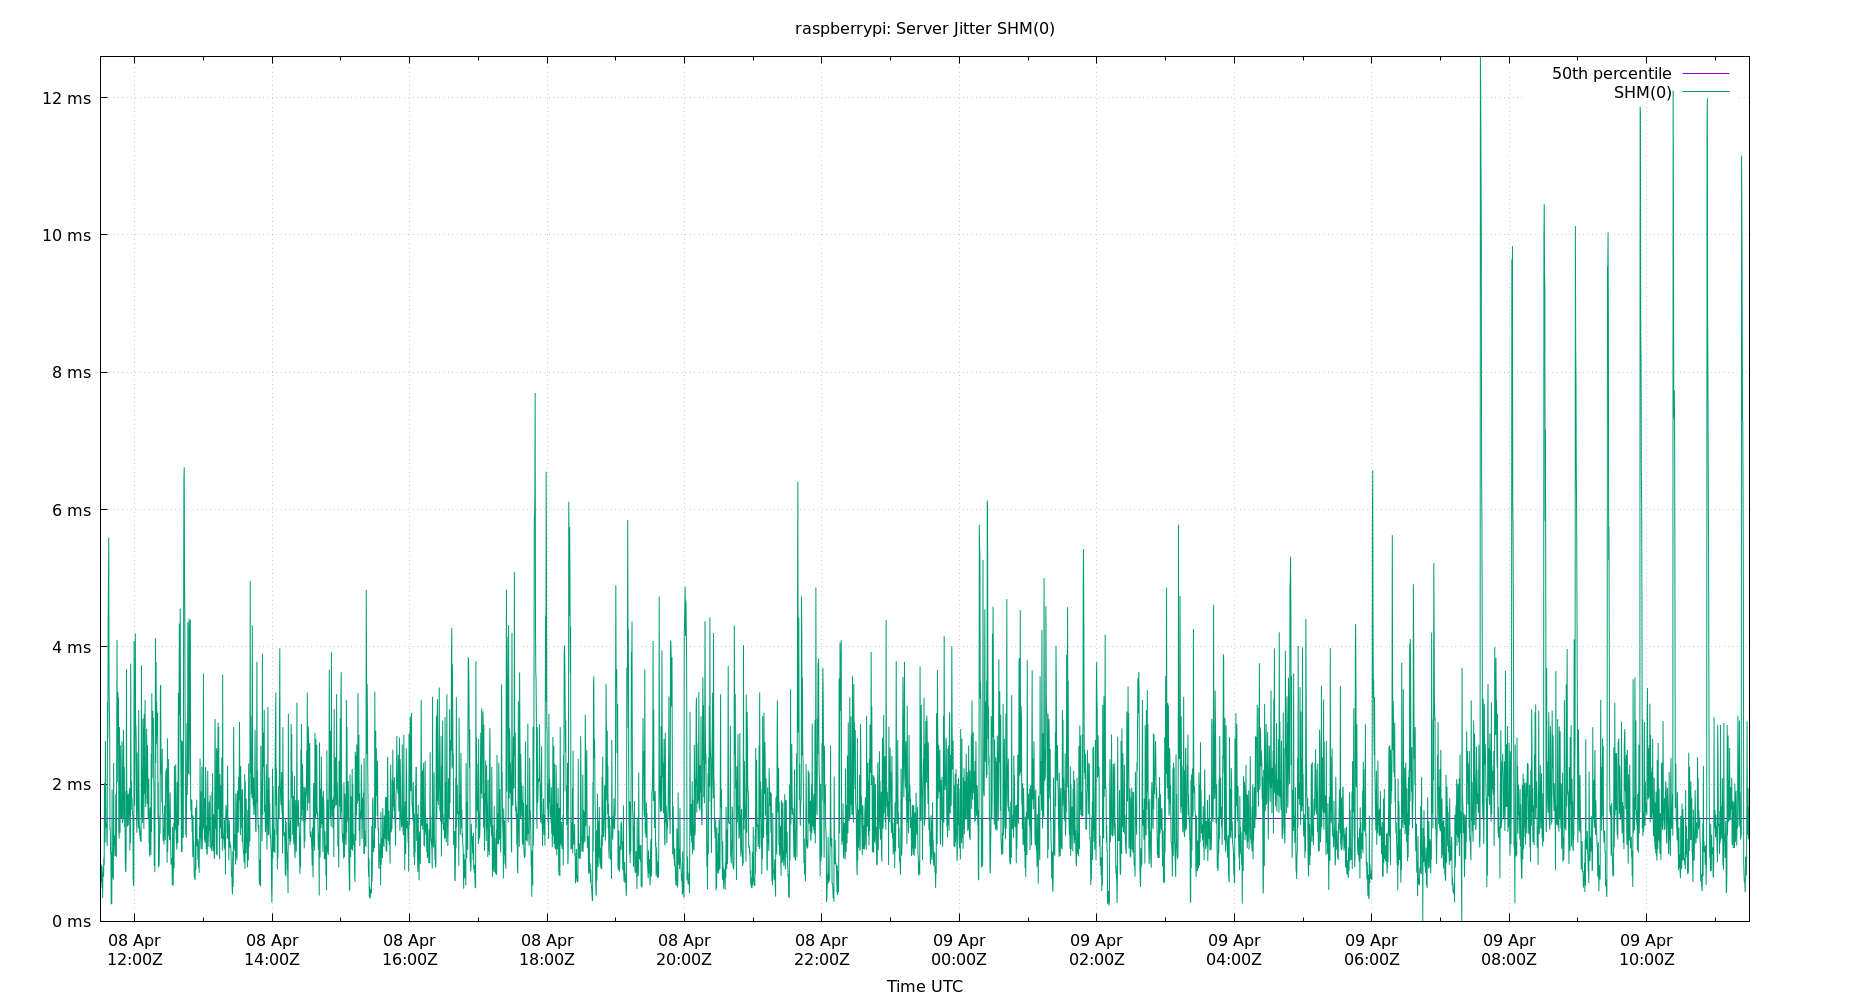 raspberrypi: Server Jitter SHM(0)
50th percentile
SHM(0)
12 ms
10 ms
8 ms
6 ms
4 ms
2 ms
0 ms
08 Apr 08 Apr 08 Apr 08 Apr 08 Apr 08 Apr 09 Apr 09 Apr 09 Apr 09 Apr 09 Apr 09 Apr
12:00Z 14:00Z 16:00Z 18:00Z 20:00Z 22:00Z 00:00Z 02:00Z 04:00Z 06:00Z 08:00Z 10:00Z
Time UTC